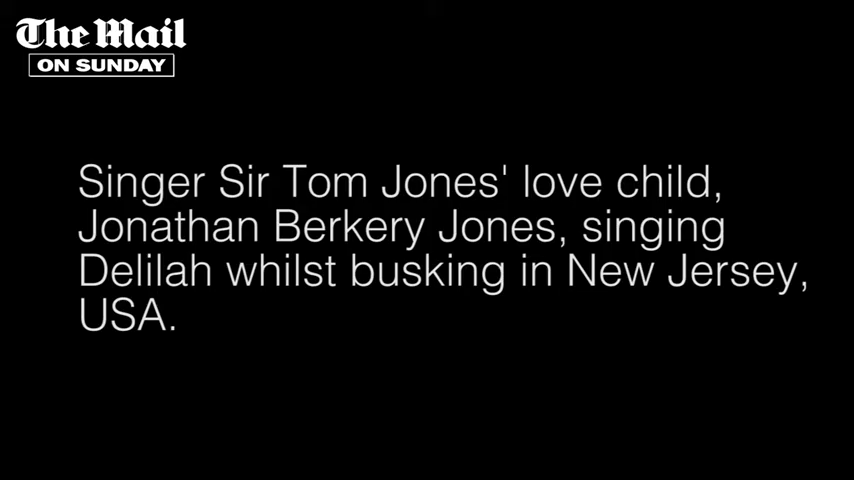 The Mail
ON SUNDAY
Singer Sir Tom Jones' love child,
Jonathan Berkery Jones, singing
Delilah whilst busking in New Jersey,
USA.